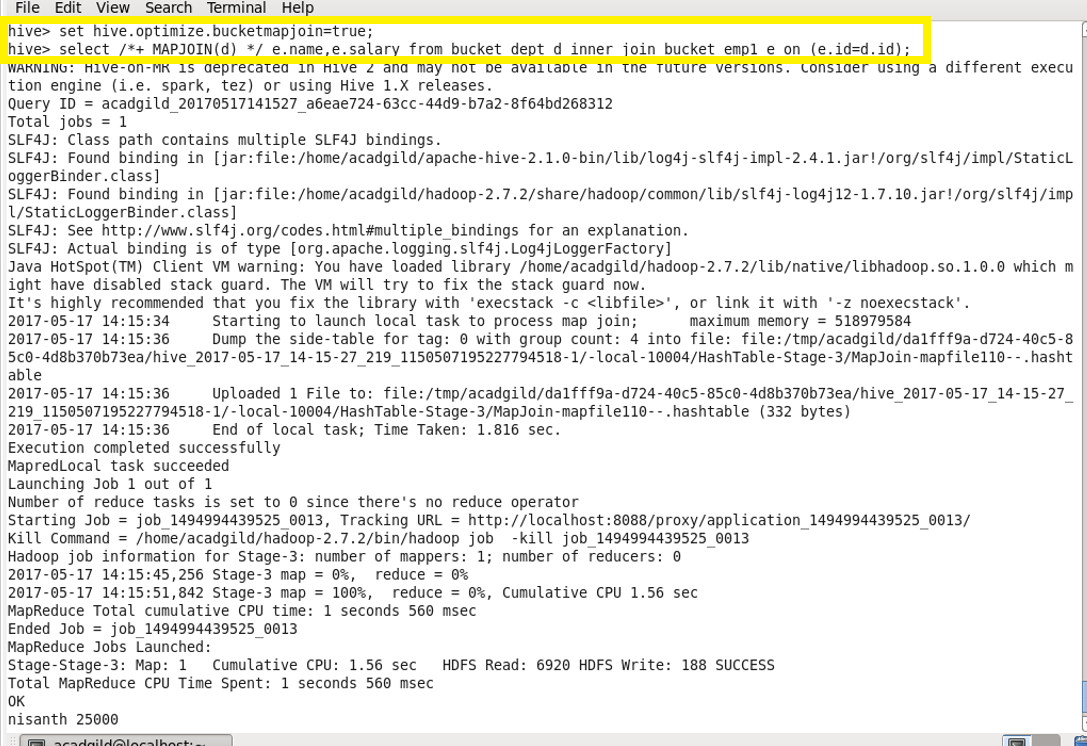 File Edit View Search Terminal Help
hive> set hive.optimize.bucketmapjoin=true;
hive> select /*+ MAPJOIN(d) */ e.name,e.salary from bucket_dept d inner join bucket_emp1 e on (e.id=d.id);
WARNING: Hive-on-MR is deprecated in Hive 2 and may not be available in the future versions. Consider using a different execu
tion engine (i.e. spark, tez) or using Hive 1.X releases.
Query ID = acadgild_20170517141527_a6eae724-63cc-44d9-b7a2-8f64bd268312
Total jobs = 1
SLF4J: Class path contains multiple SLF4J bindings.
SLF4J: Found binding in [jar:file:/home/acadgild/apache-hive-2.1.0-bin/lib/log4j-slf4j-impl-2.4.1.jar!/org/slf4j/impl/StaticL
oggerBinder.class]
SLF4J: Found binding in [jar:file:/home/acadgild/hadoop-2.7.2/share/hadoop/common/lib/slf4j-log4j12-1.7.10.jar!/org/slf4j/imp
l/StaticLoggerBinder.class]
SLF4J: See http://www.slf4j.org/codes.html#multiple_bindings for an explanation.
SLF4J: Actual binding is of type [org.apache.logging.slf4j.Log4jLoggerFactory]
Java HotSpot(TM) Client VM warning: You have loaded library /home/acadgild/hadoop-2.7.2/lib/native/libhadoop.so.1.0.0 which m
ight have disabled stack guard. The VM will try to fix the stack guard now.
It's highly recommended that you fix the library with 'execstack -c <libfile>', or link it with '-z noexecstack'.
2017-05-17 14:15:34 Starting to launch local task to process map join; maximum memory = 518979584
2017-05-17 14:15:36 Dump the side-table for tag: 0 with group count: 4 into file: file:/tmp/acadgild/da1fff9a-d724-40c5-8
5c0-4d8b370b73ea/hive_2017-05-17_14-15-27_219_1150507195227794518-1/-local-10004/HashTable-Stage-3/MapJoin-mapfile110--.hasht
able
2017-05-17 14:15:36 Uploaded 1 File to: file:/tmp/acadgild/da1fff9a-d724-40c5-85c0-4d8b370b73ea/hive_2017-05-17_14-15-27_
219_1150507195227794518-1/-local-10004/HashTable-Stage-3/MapJoin-mapfile110--.hashtable (332 bytes)
2017-05-17 14:15:36 End of local task; Time Taken: 1.816 sec.
Execution completed successfully
MapredLocal task succeeded
Launching Job 1 out of 1
Number of reduce tasks is set to 0 since there's no reduce operator
Starting Job = job_1494994439525_0013, Tracking URL = http://localhost:8088/proxy/application_1494994439525_0013/
Kill Command = /home/acadgild/hadoop-2.7.2/bin/hadoop job -kill job_1494994439525_0013
Hadoop job information for Stage-3: number of mappers: 1; number of reducers: 0
2017-05-17 14:15:45,256 Stage-3 map = 0%, reduce = 0%
2017-05-17 14:15:51,842 Stage-3 map = 100%, reduce = 0%, Cumulative CPU 1.56 sec
MapReduce Total cumulative CPU time: 1 seconds 560 msec
Ended Job = job_1494994439525_0013
MapReduce Jobs Launched:
Stage-Stage-3: Map: 1 Cumulative CPU: 1.56 sec HDFS Read: 6920 HDFS Write: 188 SUCCESS
Total MapReduce CPU Time Spent: 1 seconds 560 msec
OK
nisanth 25000
acadgild@localhost:~